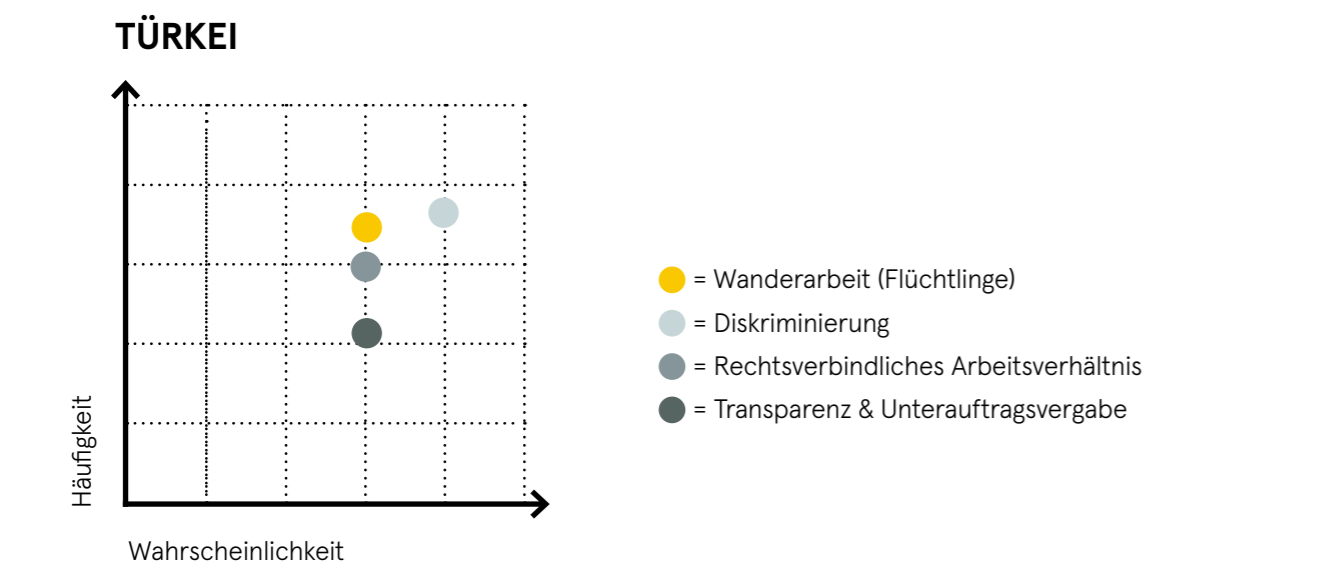 TÜRKEI
Häufigkeit
Wahrscheinlichkeit
= Wanderarbeit (Flüchtlinge)
= Diskriminierung
= Rechtsverbindliches Arbeitsverhältnis
= Transparenz & Unterauftragsvergabe